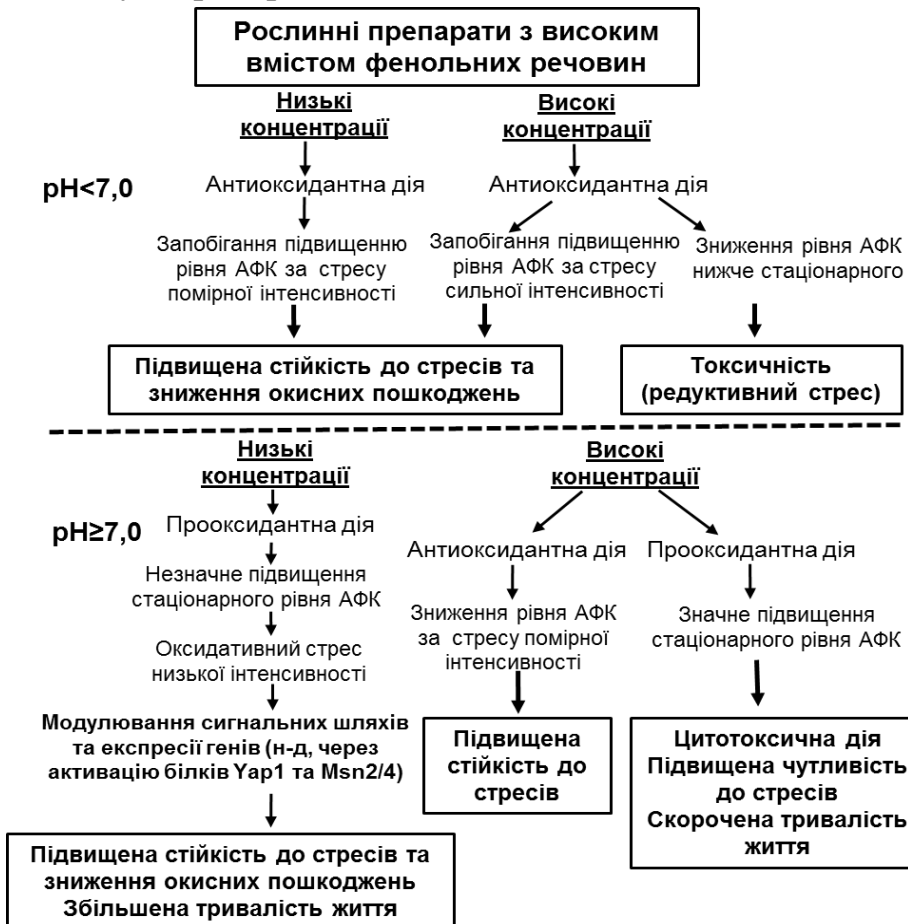 Рослинні препарати з високим
вмістом фенольних речовин
Низькі
концентрації
Високі
концентрації
pH<7,0
Антиоксидантна дія
Антиоксидантна дія
Запобігання підвищенню
рівня АФК за стресу
помірної інтенсивності
Запобігання підвищенню
рівня АФК за стресу
сильної інтенсивності
Зниження рівня АФК
нижче стаціонарного
Підвищена стійкість до стресів та
зниження окисних пошкоджень
Токсичність
(редуктивний стрес)
Низькі
концентрації
Високі
концентрації
pH≥7,0
Прооксидантна дія
Незначне підвищення
стаціонарного рівня АФК
Оксидативний стрес
низької інтенсивності
Модулювання сигнальних шляхів
та експресії генів (н-д, через
активацію білків Yap1 та Msn2/4)
Підвищена стійкість до стресів та
зниження окисних пошкоджень
Збільшена тривалість життя
Антиоксидантна дія
Зниження рівня АФК
за стресу помірної
інтенсивності
Підвищена
стійкість до
стресів
Прооксидантна дія
Значне підвищення
стаціонарного рівня АФК
Цитотоксична дія
Підвищена чутливість
до стресів
Скорочена тривалість
життя